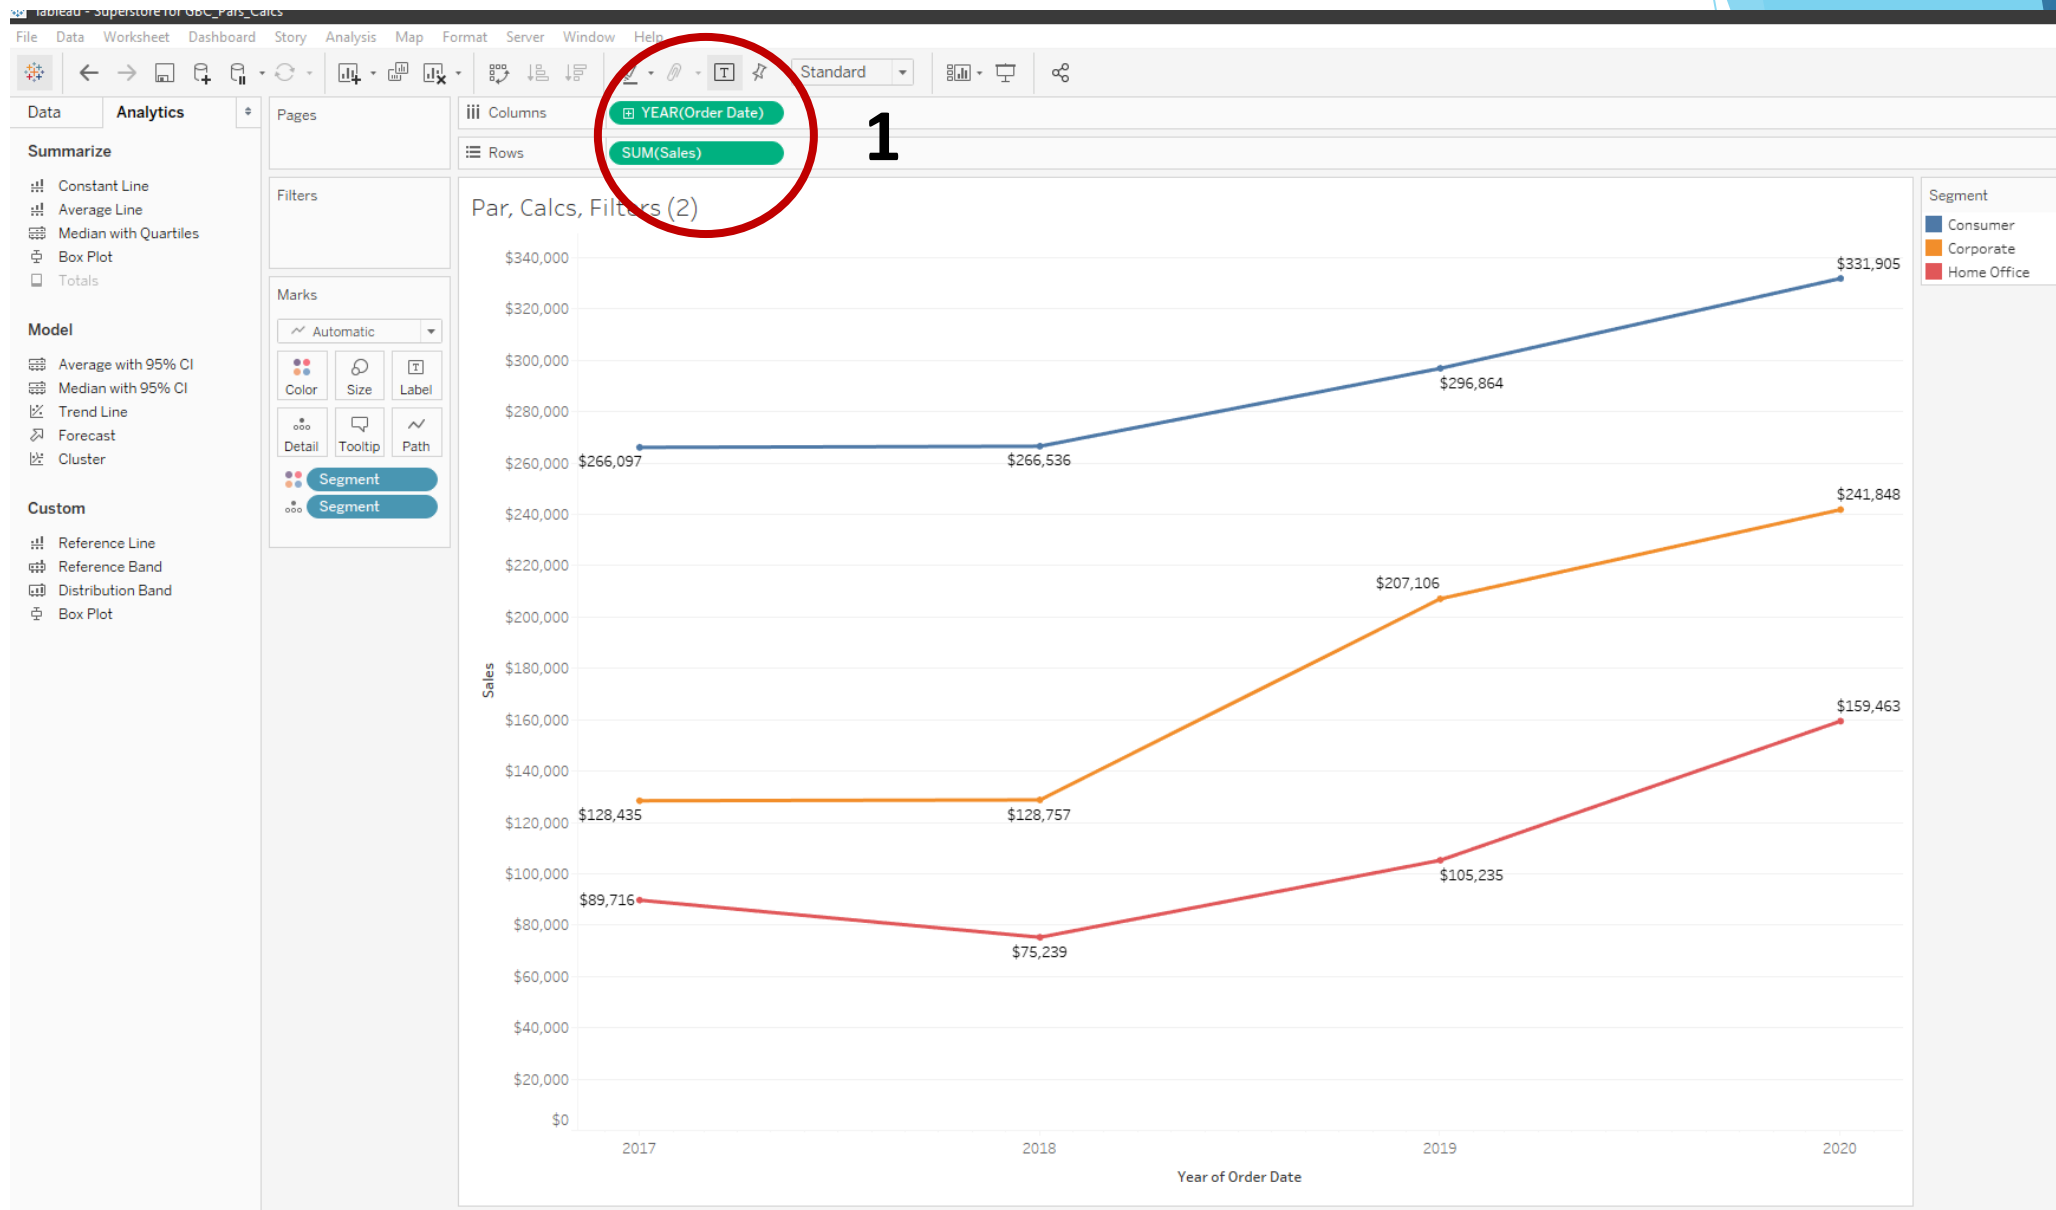 Tableau - Superstore for GBC_Pars_Calcs
File Data Worksheet Dashboard Story Analysis Map Format Server Window Help
Standard
Data Analytics
Pages
Columns
YEAR(Order Date)
Rows
SUM(Sales)
1
Summarize
Constant Line
Average Line
Median with Quartiles
Box Plot
Totals
Model
Average with 95% CI
Median with 95% CI
Trend Line
Forecast
Cluster
Custom
Reference Line
Reference Band
Distribution Band
Box Plot
Filters
Marks
Automatic
Color Size Label
Detail Tooltip Path
Segment
Segment
Par, Calcs, Filters (2)
$340,000
$320,000
$300,000
$280,000
$260,000
$240,000
$220,000
$200,000
$180,000
$160,000
$140,000
$120,000
$100,000
$80,000
$60,000
$40,000
$20,000
$0
Sales
$266,097
$266,536
$296,864
$331,905
$128,435
$128,757
$207,106
$241,848
$89,716
$75,239
$105,235
$159,463
2017 2018 2019 2020
Year of Order Date
Segment
Consumer
Corporate
Home Office